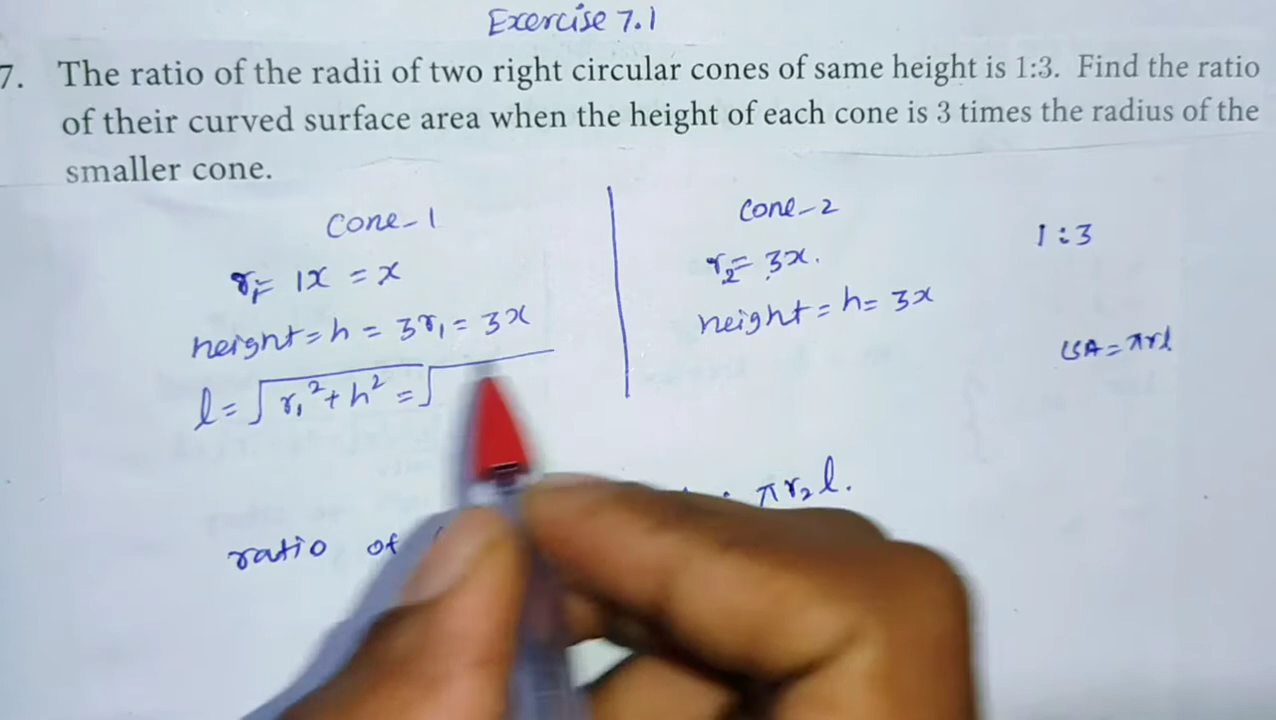 Exercise 7.1
7. The ratio of the radii of two right circular cones of same height is 1:3. Find the ratio
of their curved surface area when the height of each cone is 3 times the radius of the
smaller cone.
Cone-1
r₁= 1x = x
height = h = 3r₁ = 3x
l = √r₁²+h² = √
Cone-2
r₂= 3x.
height = h = 3x
1:3
CSA = πrl
ratio of
πr₂l.